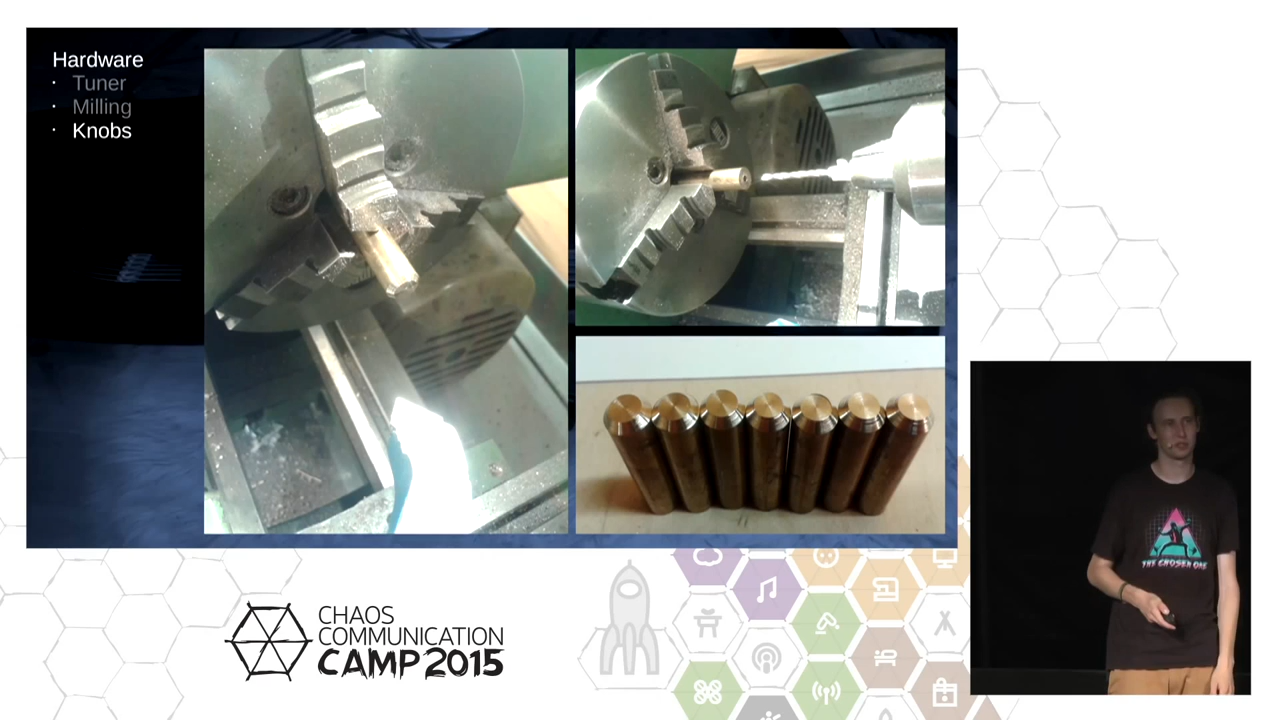 Hardware
· Tuner
· Milling
· Knobs
THE CHOSEN ONE
CHAOS
COMMUNICATION
CAMP 2015